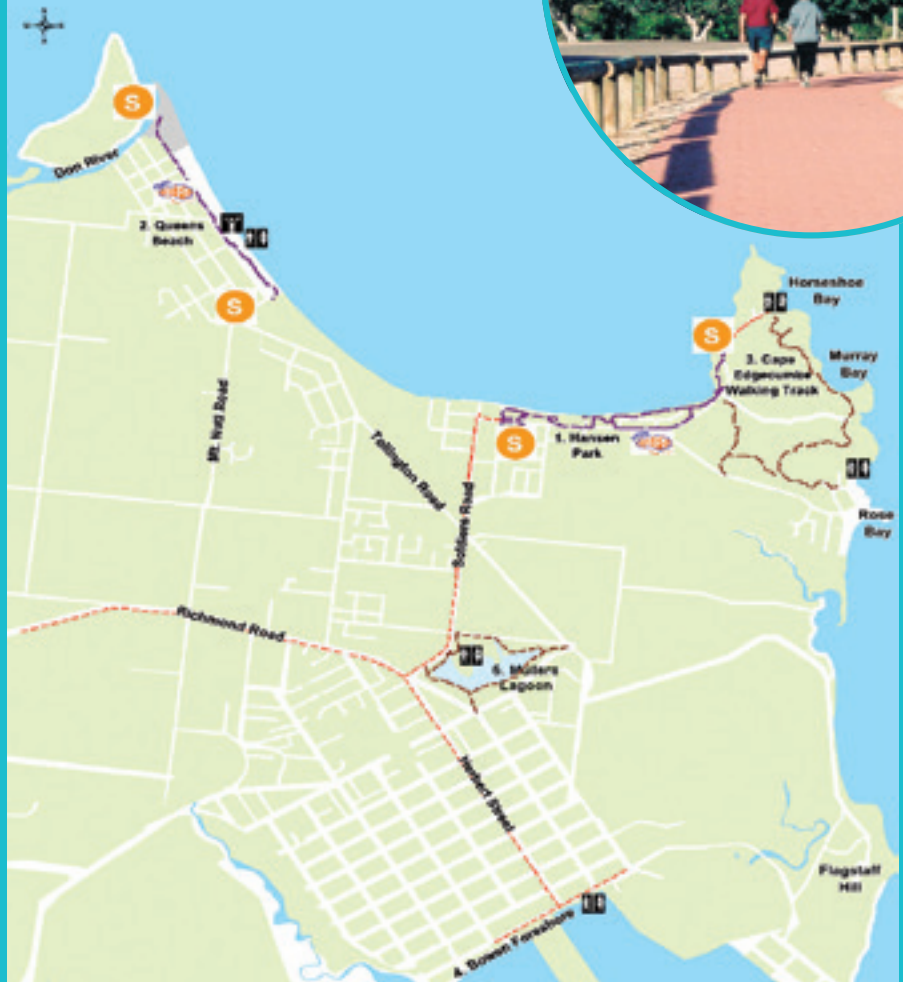 S
Don River
2. Queens
Beach
S
Horseshoe
Bay
S
3. Cape
Edgecumbe
Walking Track
Murray
Bay
Mt. Nutt Road
Tollington Road
S
1. Hansen
Park
Soldiers Road
Rose
Bay
Richmond Road
5. Mullers
Lagoon
Herbert Street
Flagstaff
Hill
4. Bowen Foreshore